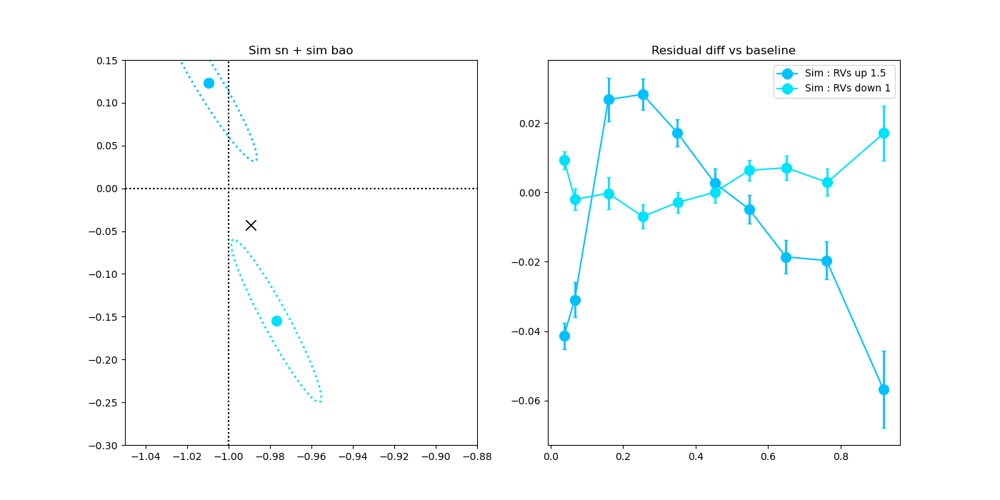 Sim sn + sim bao
0.15
0.10
0.05
0.00
−0.05
−0.10
−0.15
−0.20
−0.25
−0.30
−1.04 −1.02 −1.00 −0.98 −0.96 −0.94 −0.92 −0.90 −0.88
Residual diff vs baseline
Sim : RVs up 1.5
Sim : RVs down 1
0.02
0.00
−0.02
−0.04
−0.06
0.0 0.2 0.4 0.6 0.8